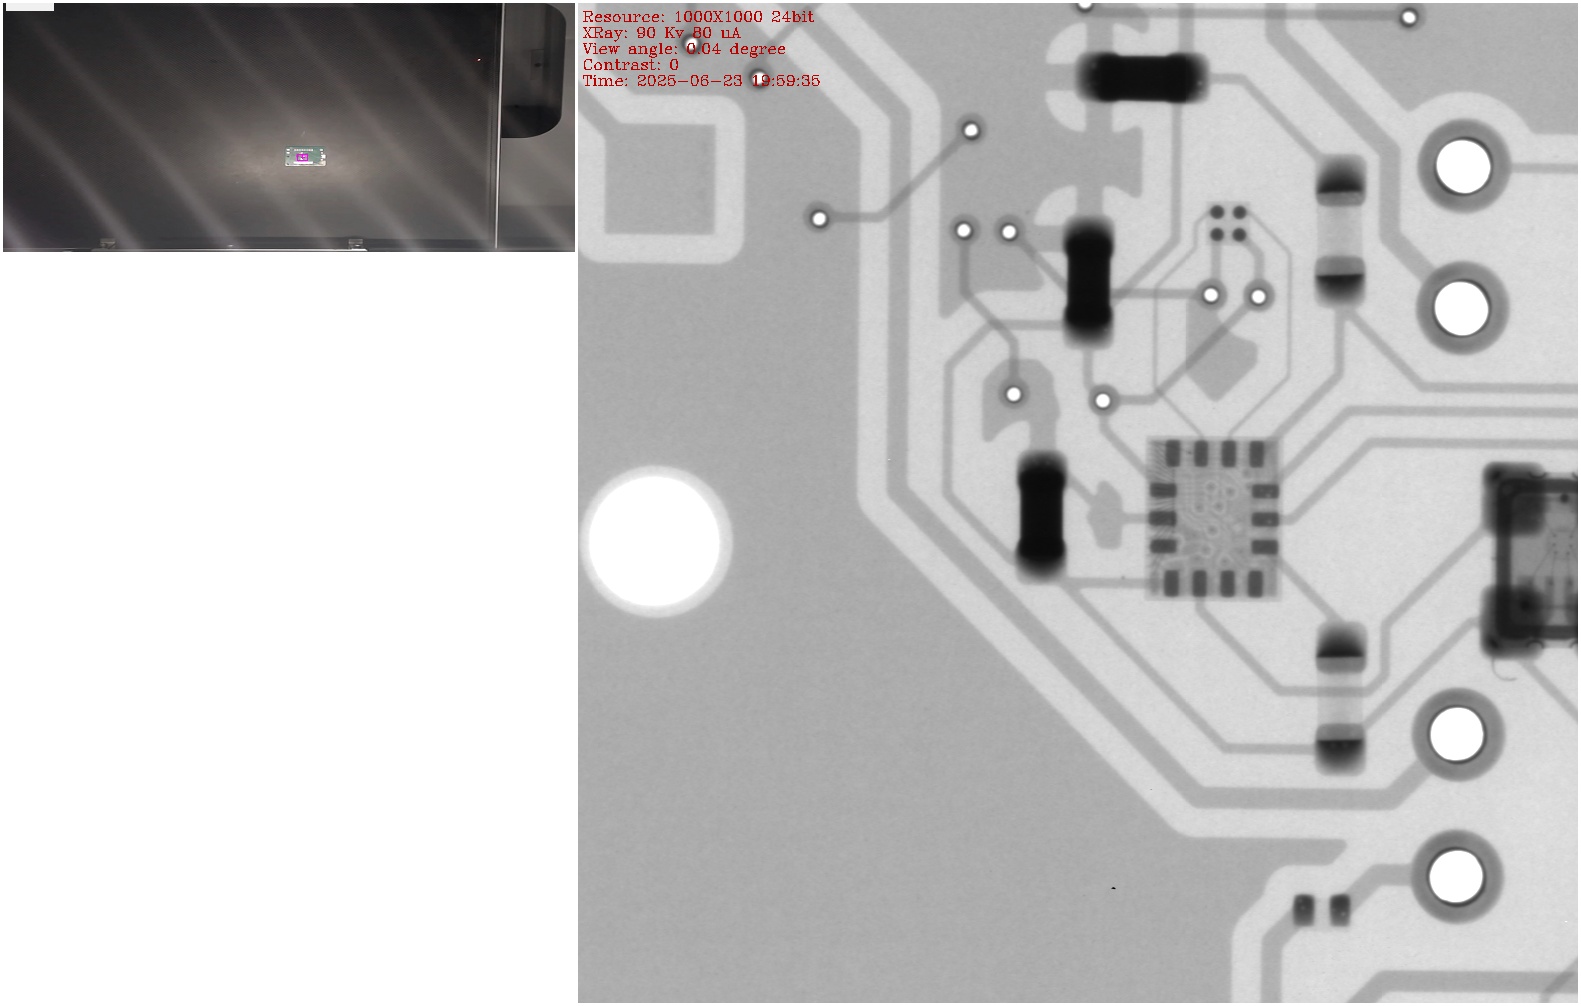 Resource: 1000X1000 24bit
XRay: 90 Kv 80 uA
View angle: 0.04 degree
Contrast: 0
Time: 2025-06-23 19:59:35